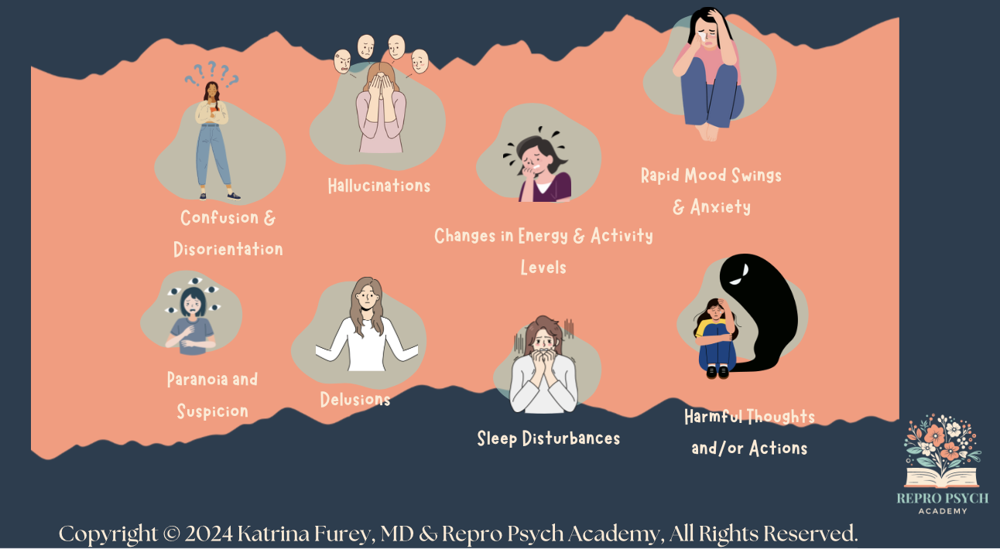 Confusion &
Disorientation
Hallucinations
Changes in Energy & Activity
Levels
Rapid Mood Swings
& Anxiety
Paranoia and
Suspicion
Delusions
Sleep Disturbances
Harmful Thoughts
and/or Actions
REPRO PSYCH
ACADEMY
Copyright © 2024 Katrina Furey, MD & Repro Psych Academy, All Rights Reserved.